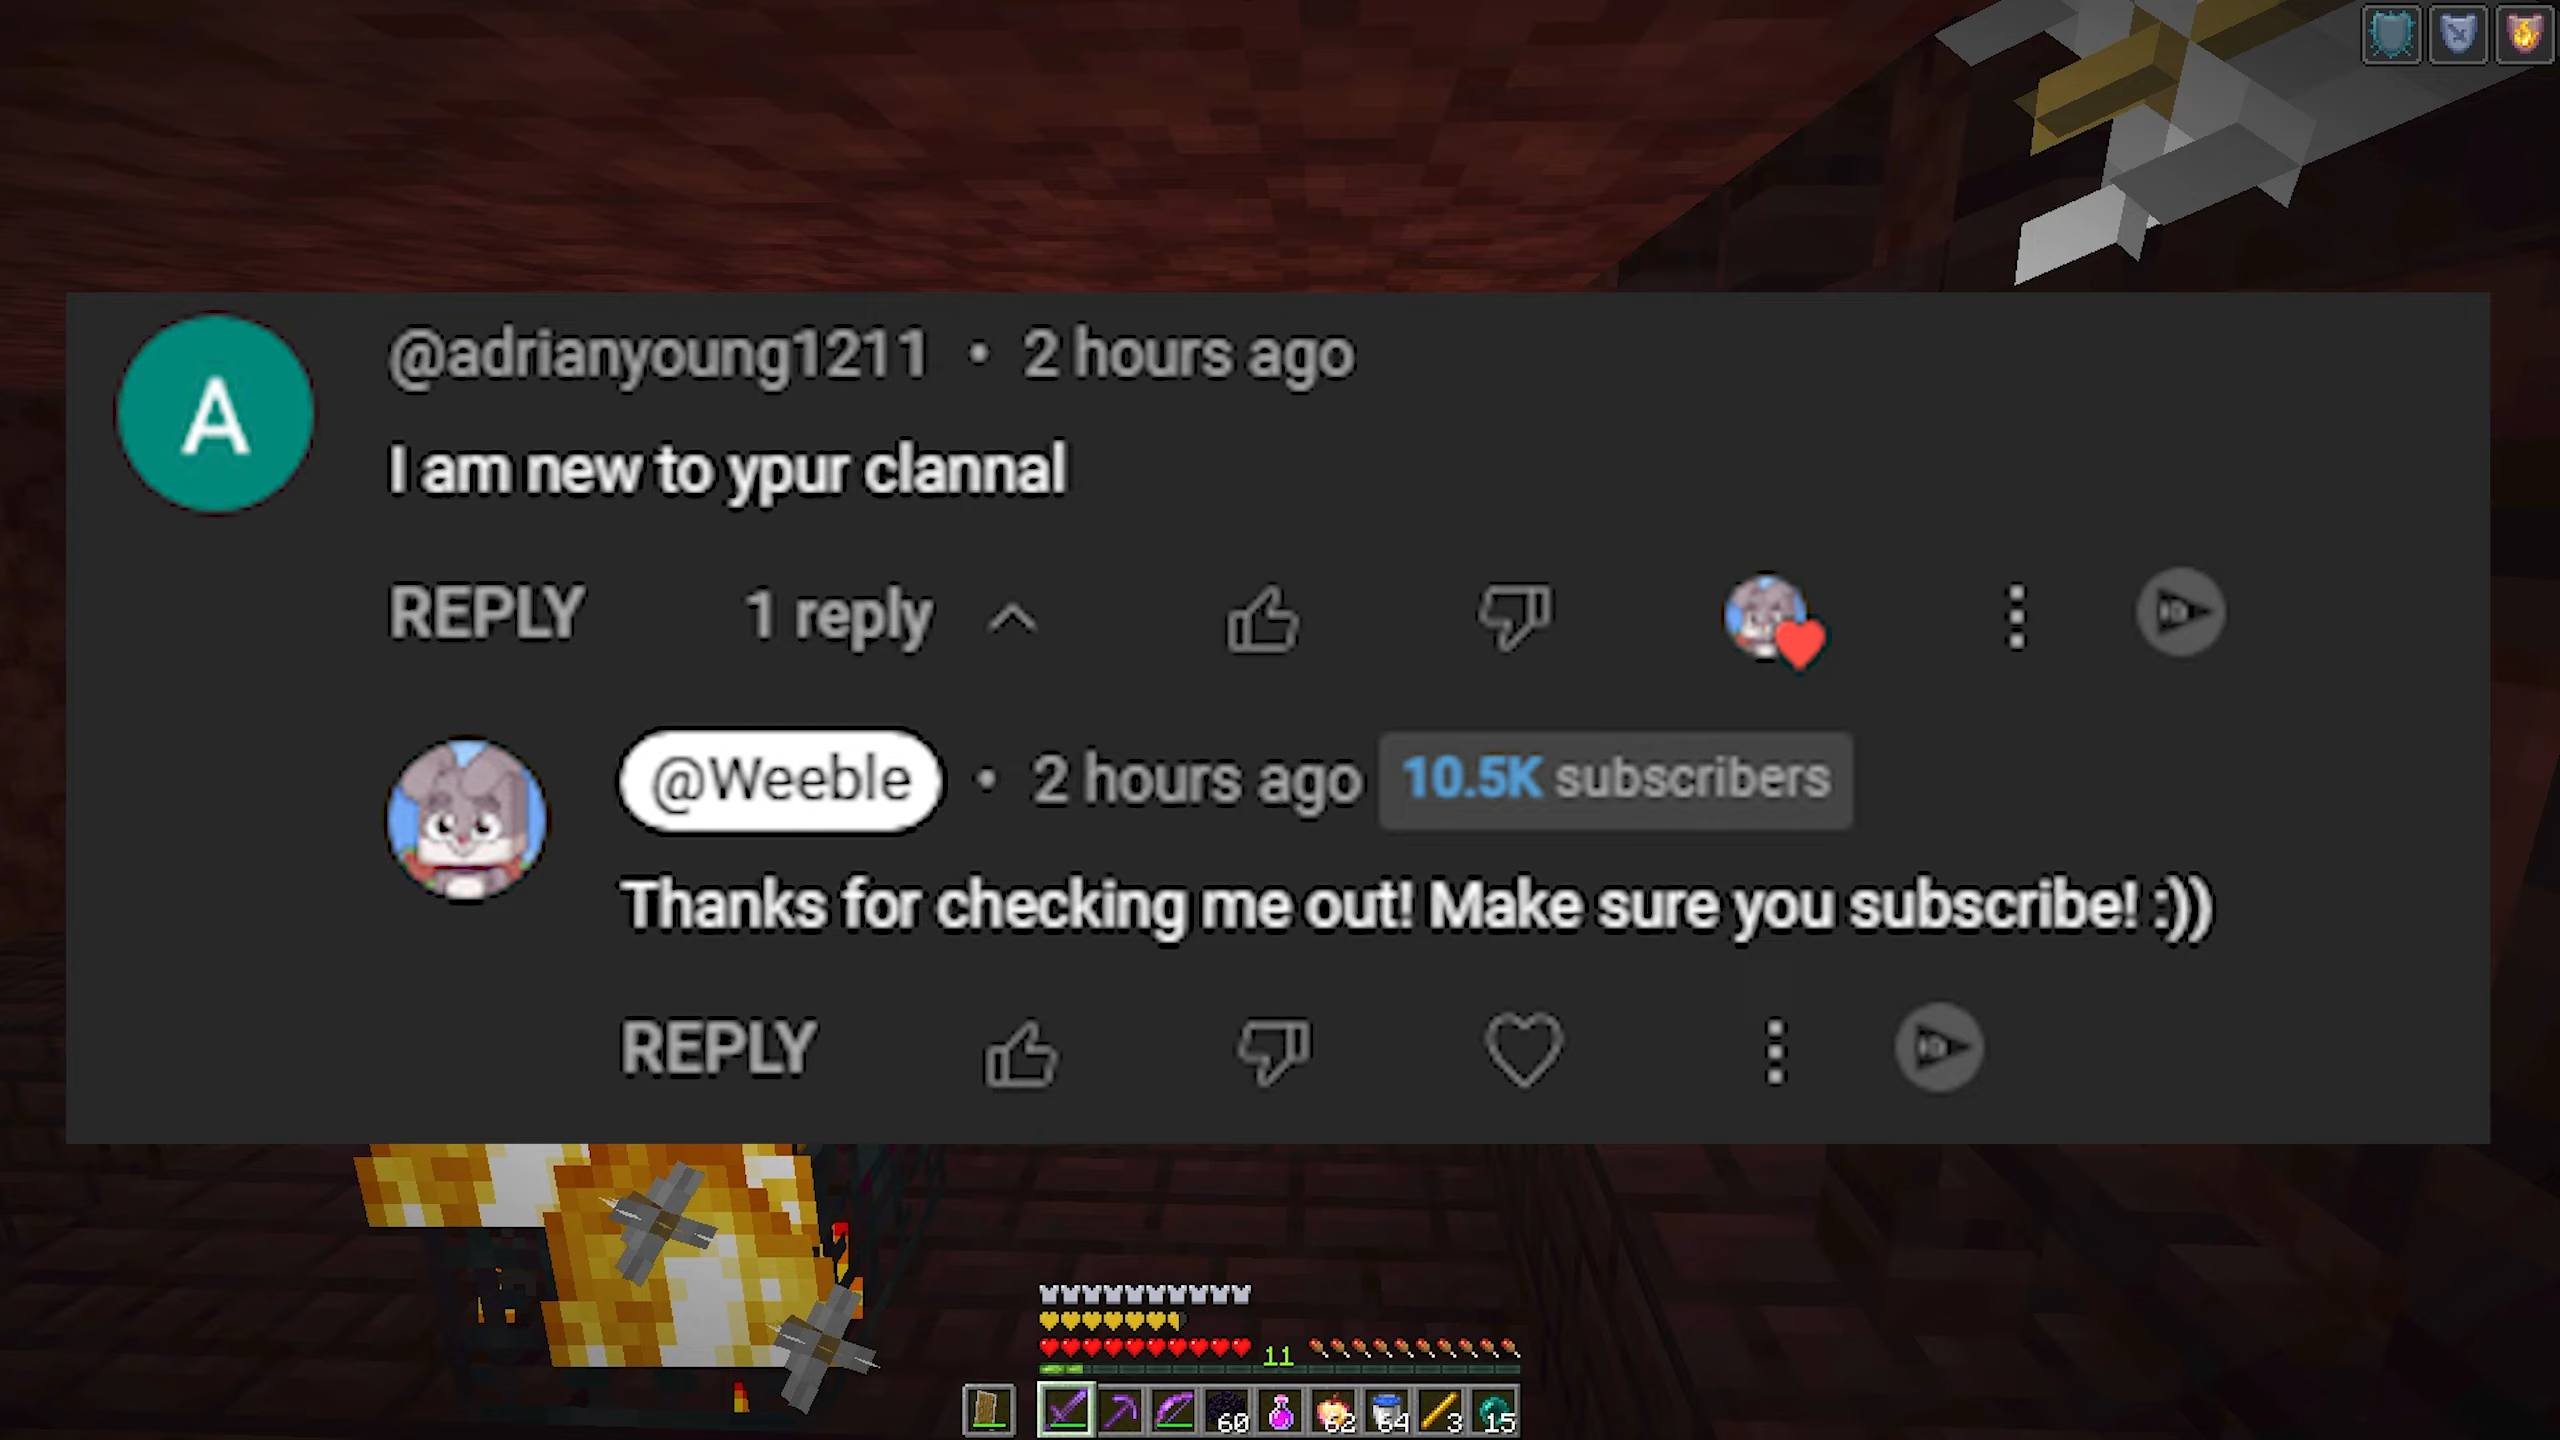 A
@adrianyoung1211 • 2 hours ago
I am new to ypur clannal
REPLY 1 reply
@Weeble • 2 hours ago 10.5K subscribers
Thanks for checking me out! Make sure you subscribe! :))
REPLY
11
60 62 64 3 15